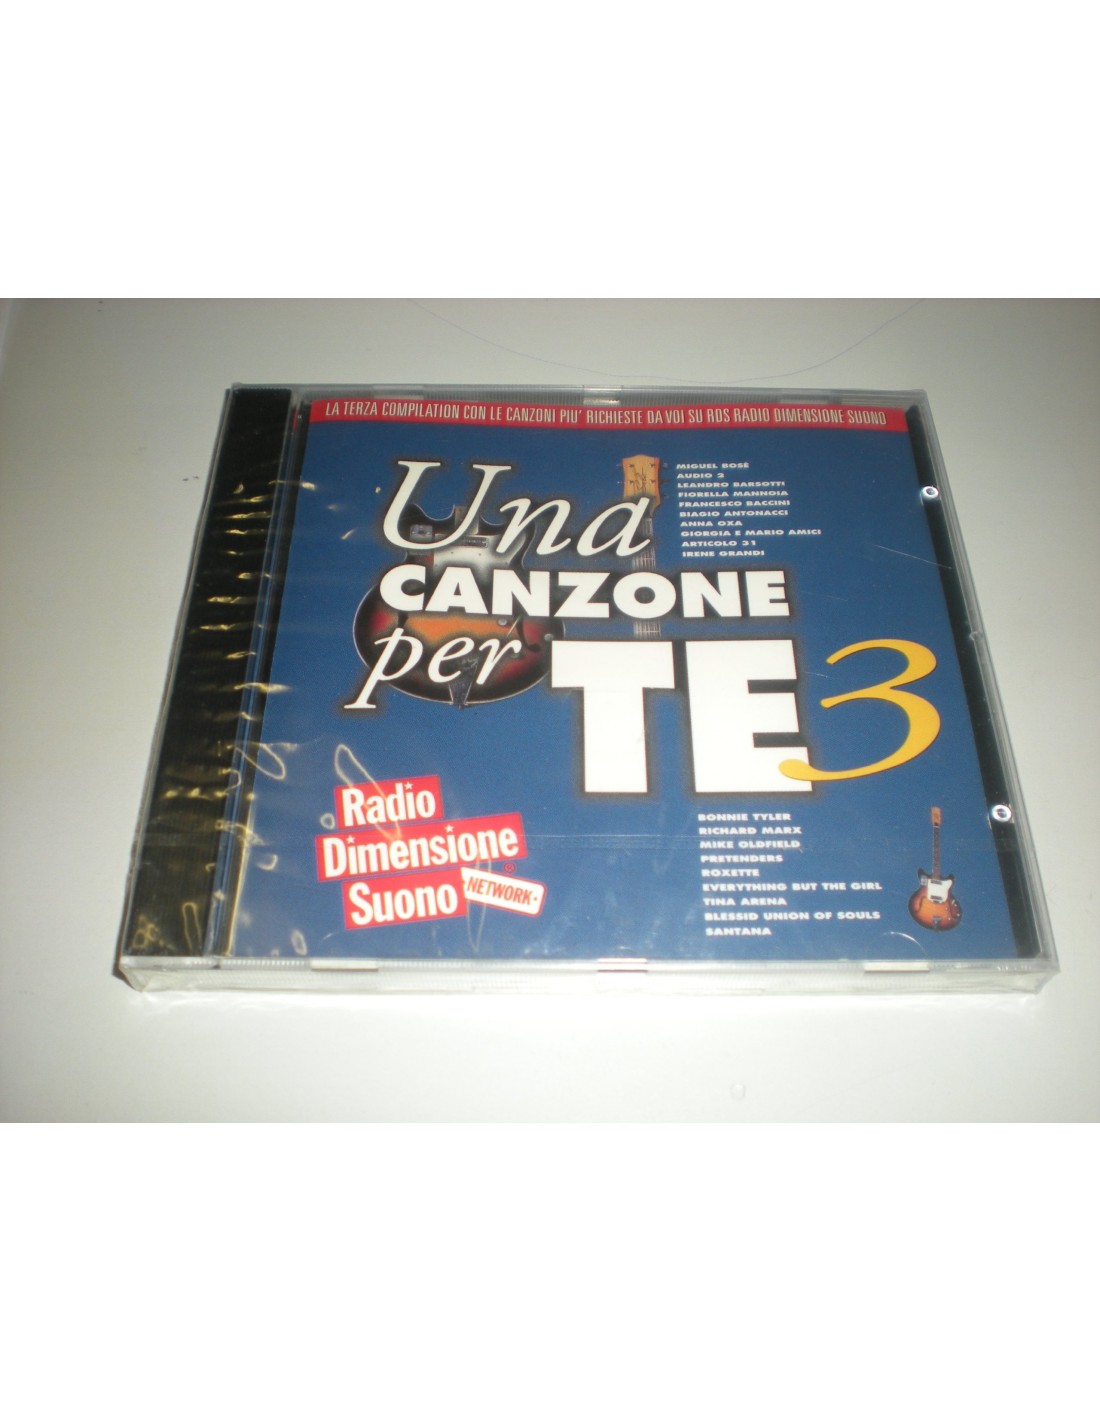 LA TERZA COMPILATION CON LE CANZONI PIU' RICHIESTE DA VOI SU RDS RADIO DIMENSIONE SUONO
Una
CANZONE
per TE 3
MIGUEL BOSÉ
AUDIO 2
LEANDRO BARSOTTI
FIORELLA MANNOIA
FRANCESCO BACCINI
BIAGIO ANTONACCI
ANNA OXA
GIORGIA E MARIO AMICI
ARTICOLO 31
IRENE GRANDI
Radio
Dimensione
Suono
NETWORK
BONNIE TYLER
RICHARD MARX
MIKE OLDFIELD
PRETENDERS
ROXETTE
EVERYTHING BUT THE GIRL
TINA ARENA
BLESSID UNION OF SOULS
SANTANA